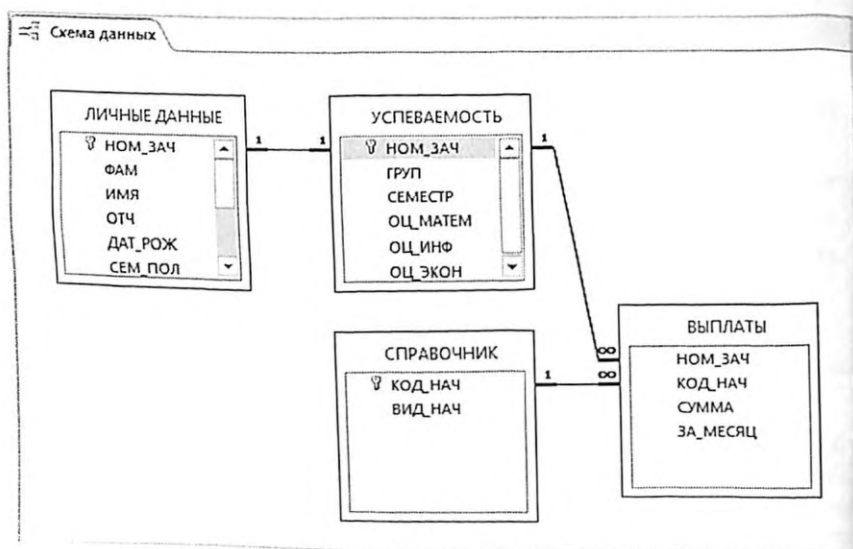 Схема данных
ЛИЧНЫЕ ДАННЫЕ
НОМ_ЗАЧ
ФАМ
ИМЯ
ОТЧ
ДАТ_РОЖ
СЕМ_ПОЛ
1
1
УСПЕВАЕМОСТЬ
НОМ_ЗАЧ
ГРУП
СЕМЕСТР
ОЦ_МАТЕМ
ОЦ_ИНФ
ОЦ_ЭКОН
1
СПРАВОЧНИК
КОД_НАЧ
ВИД_НАЧ
1
∞
∞
ВЫПЛАТЫ
НОМ_ЗАЧ
КОД_НАЧ
СУММА
ЗА_МЕСЯЦ